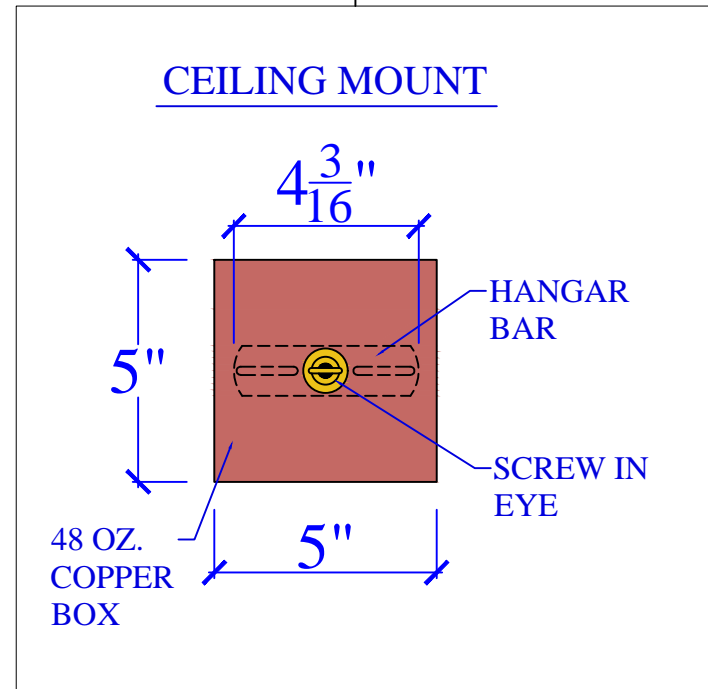 CEILING MOUNT
4 3/16"
HANGAR
BAR
5"
SCREW IN
EYE
48 OZ.
COPPER
BOX
5"